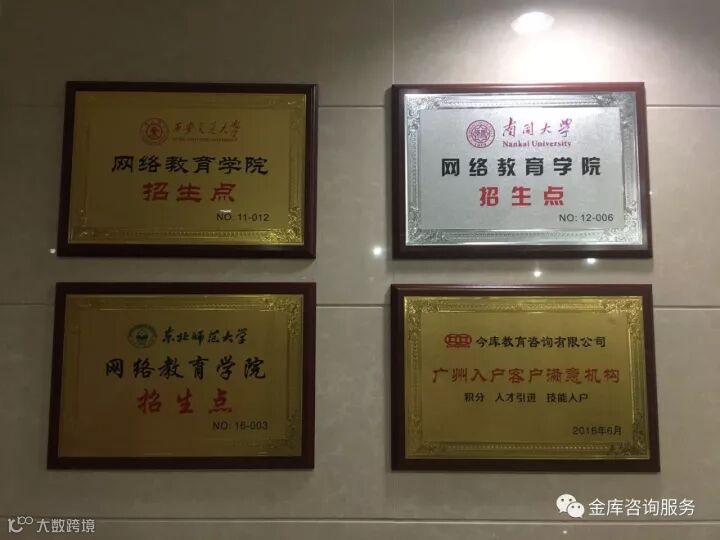 西安交通大学
网络教育学院
招生点
NO: 11-012
南開大學
Nankai University
网络教育学院
招生点
NO: 12-006
东北师范大学
网络教育学院
招生点
NO: 16-003
今库教育咨询有限公司
广州入户客户满意机构
积分 人才引进 技能入户
2016年6月
金库咨询服务
大数跨境